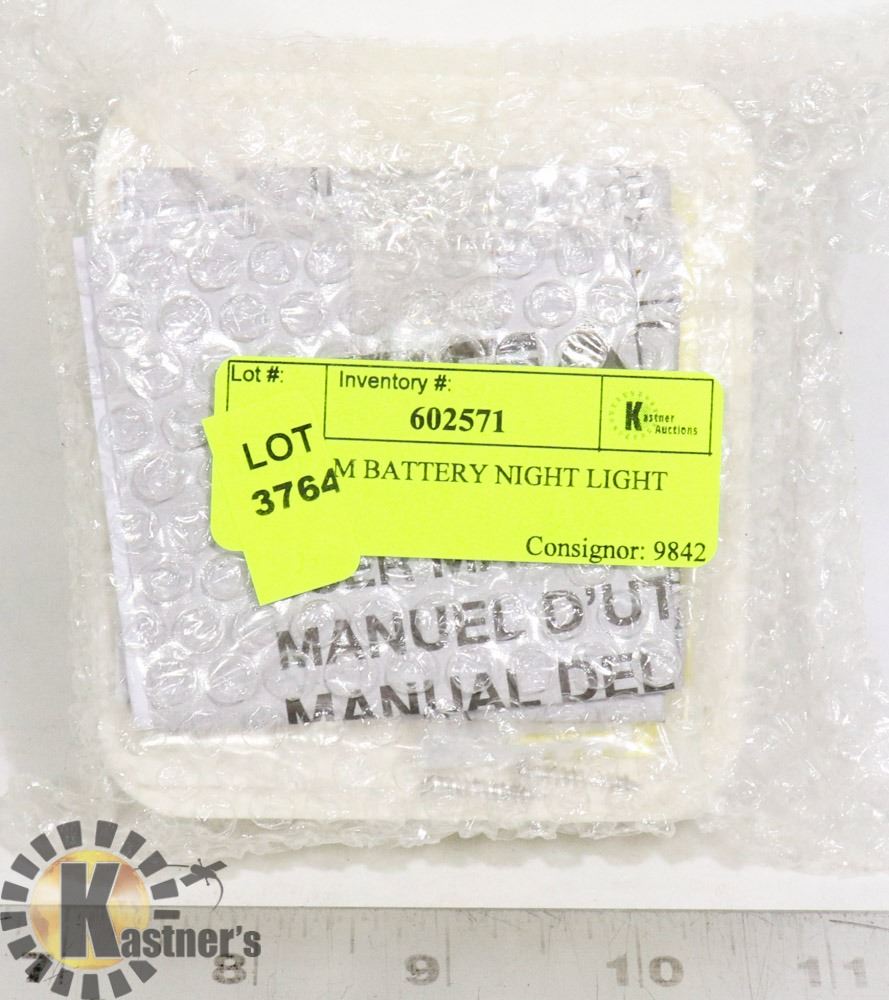 Lot #:
Inventory #:
602571
Kastner
Auctions
LOT
3764
M BATTERY NIGHT LIGHT
Consignor: 9842
MANUEL D'UT
MANUAL DEL
Kastner's
8 9 10 11